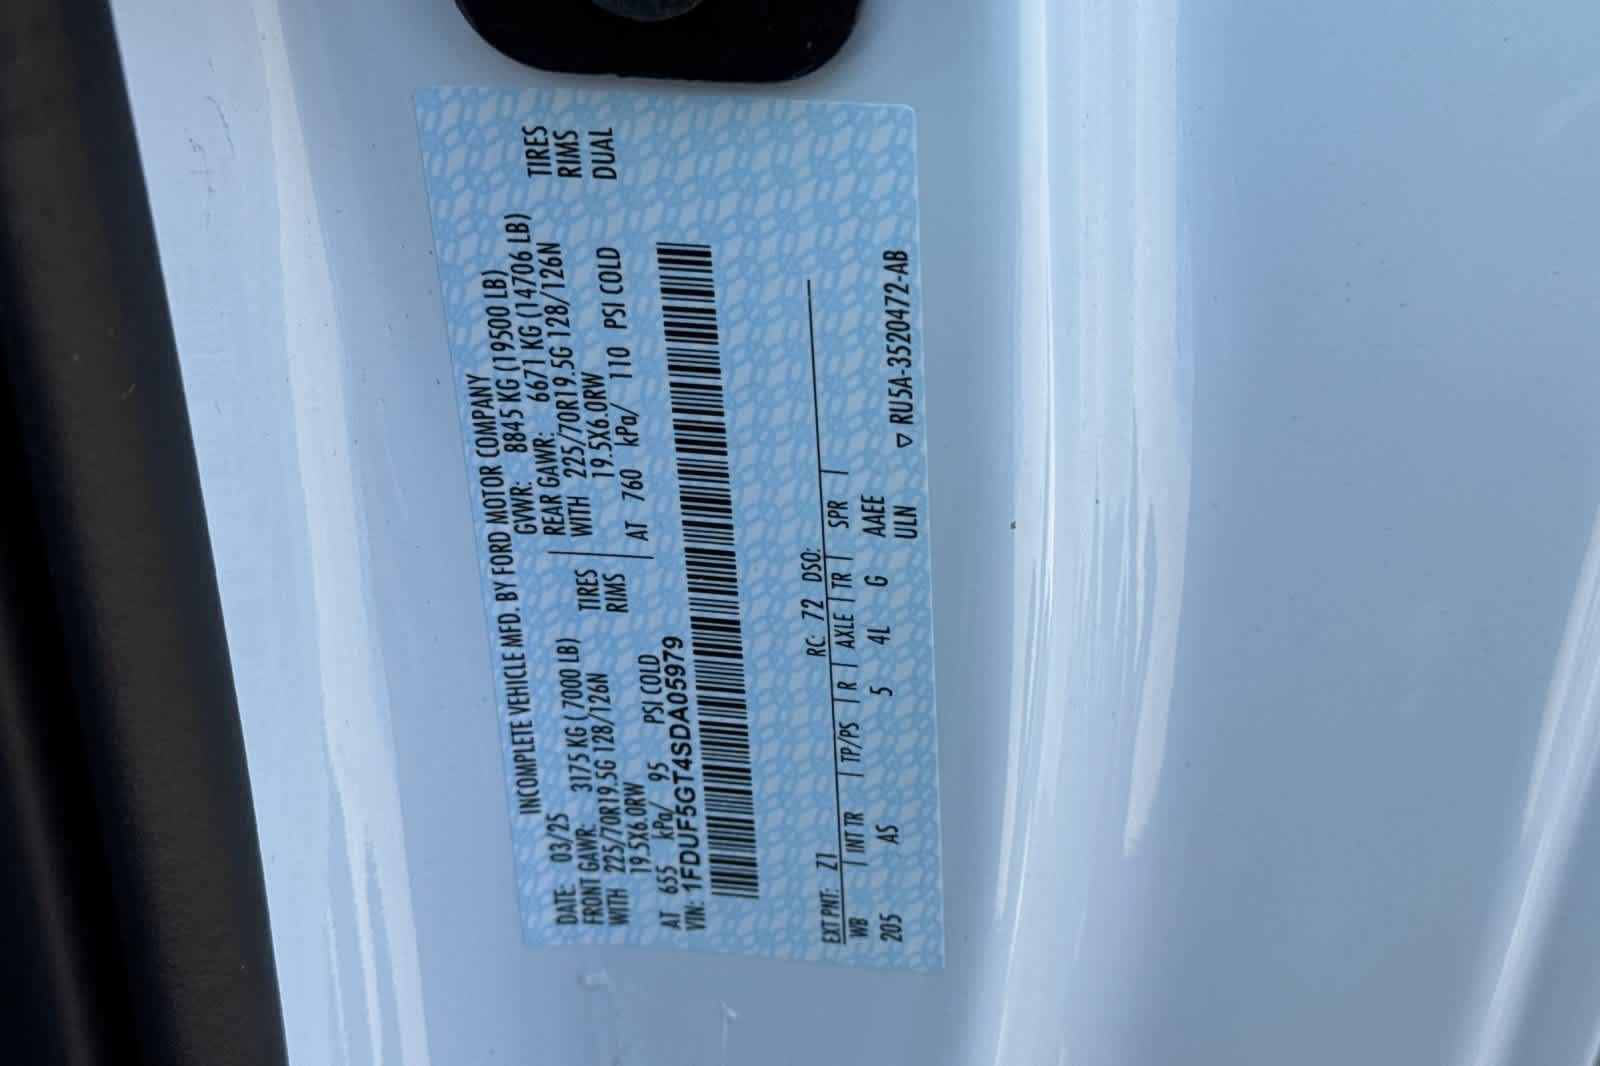 INCOMPLETE VEHICLE MFD. BY FORD MOTOR COMPANY
DATE: 03/25 GVWR: 8845 KG (19500 LB)
FRONT GAWR: 3175 KG (7000 LB) REAR GAWR: 6671 KG (14706 LB)
WITH 225/70R19.5G 128/126N TIRES WITH 225/70R19.5G 128/126N TIRES
19.5X6.0RW RIMS 19.5X6.0RW RIMS
AT 655 kPa/ 95 PSI COLD AT 760 kPa/ 110 PSI COLD DUAL
VIN: 1FDUF5GT4SDA05979
EXT PNT: Z1 RC: 72 DSO:
WB | INT TR | TP/PS | R | AXLE | TR | SPR |
205 AS 5 4L G AAEE
ULN ▽ RU5A-3520472-AB